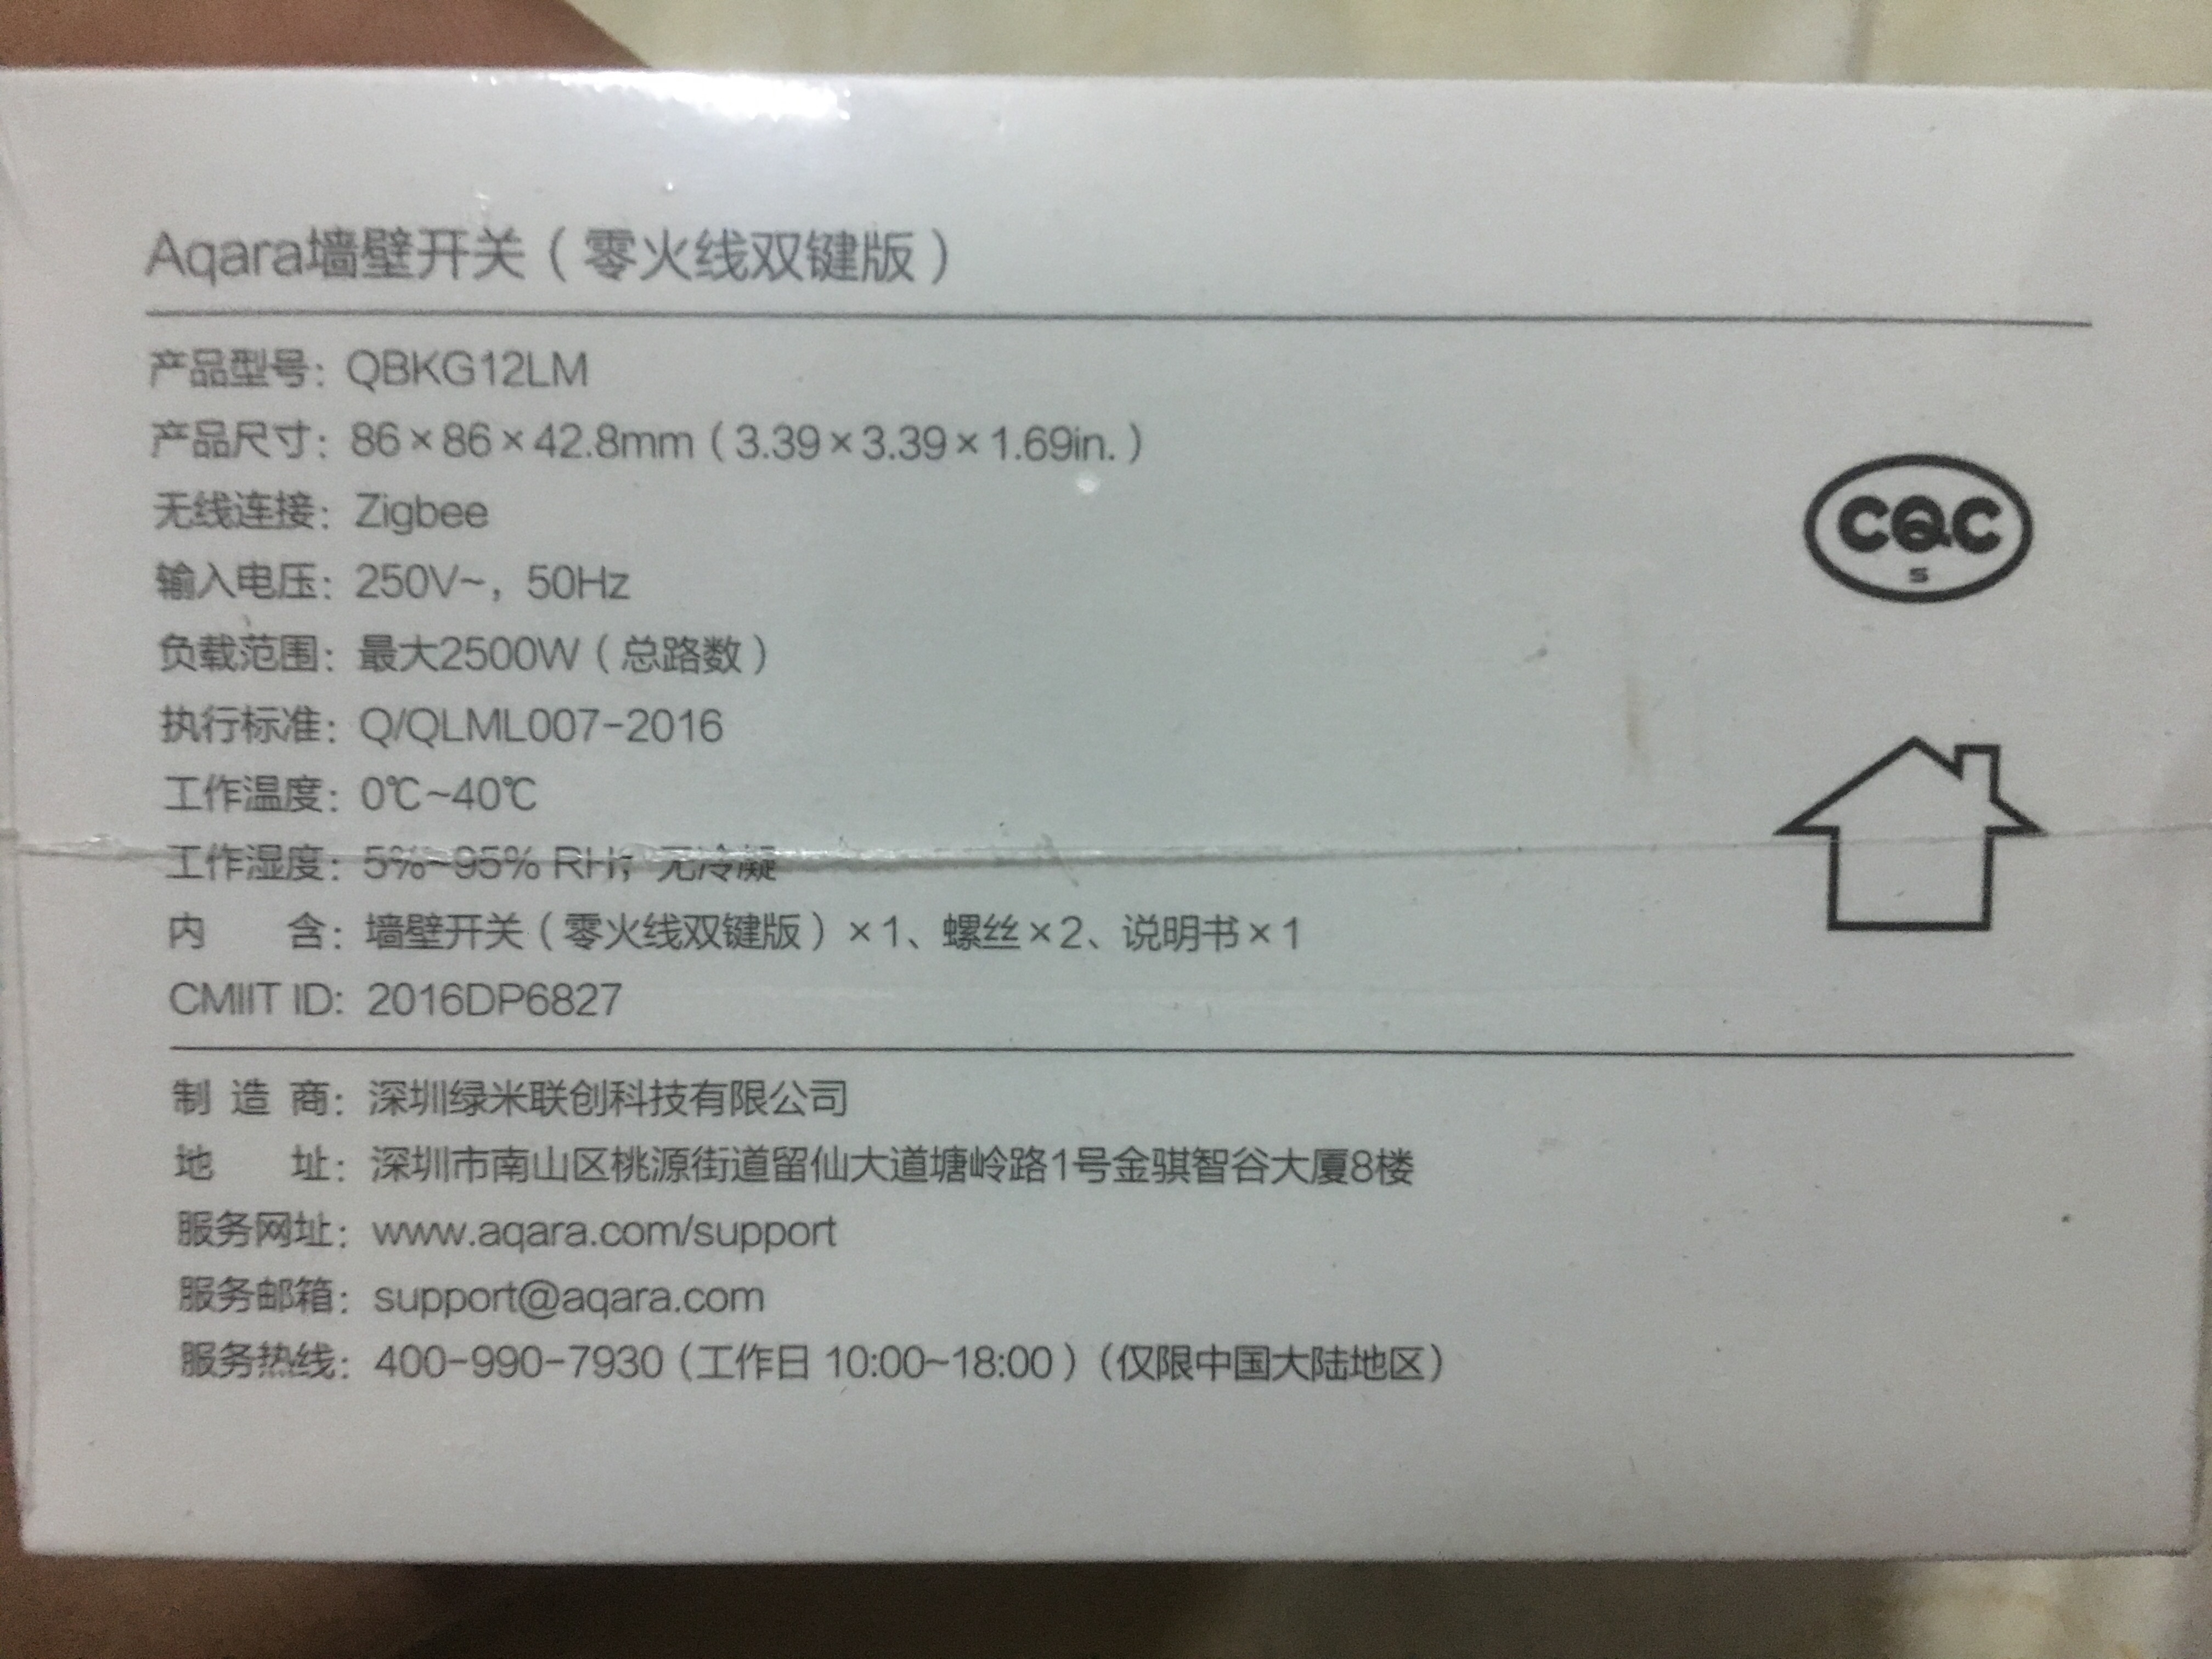 Aqara墙壁开关（零火线双键版）
产品型号：QBKG12LM
产品尺寸：86×86×42.8mm（3.39×3.39×1.69in.）
无线连接：Zigbee
输入电压：250V~，50Hz
负载范围：最大2500W（总路数）
执行标准：Q/QLML007-2016
工作温度：0℃~40℃
工作湿度：5%~95% RH，无冷凝
内 含：墙壁开关（零火线双键版）×1、螺丝×2、说明书×1
CMIIT ID: 2016DP6827
CQC
S
制 造 商：深圳绿米联创科技有限公司
地 址：深圳市南山区桃源街道留仙大道塘岭路1号金骐智谷大厦8楼
服务网址：www.aqara.com/support
服务邮箱：support@aqara.com
服务热线：400-990-7930（工作日 10:00~18:00）（仅限中国大陆地区）